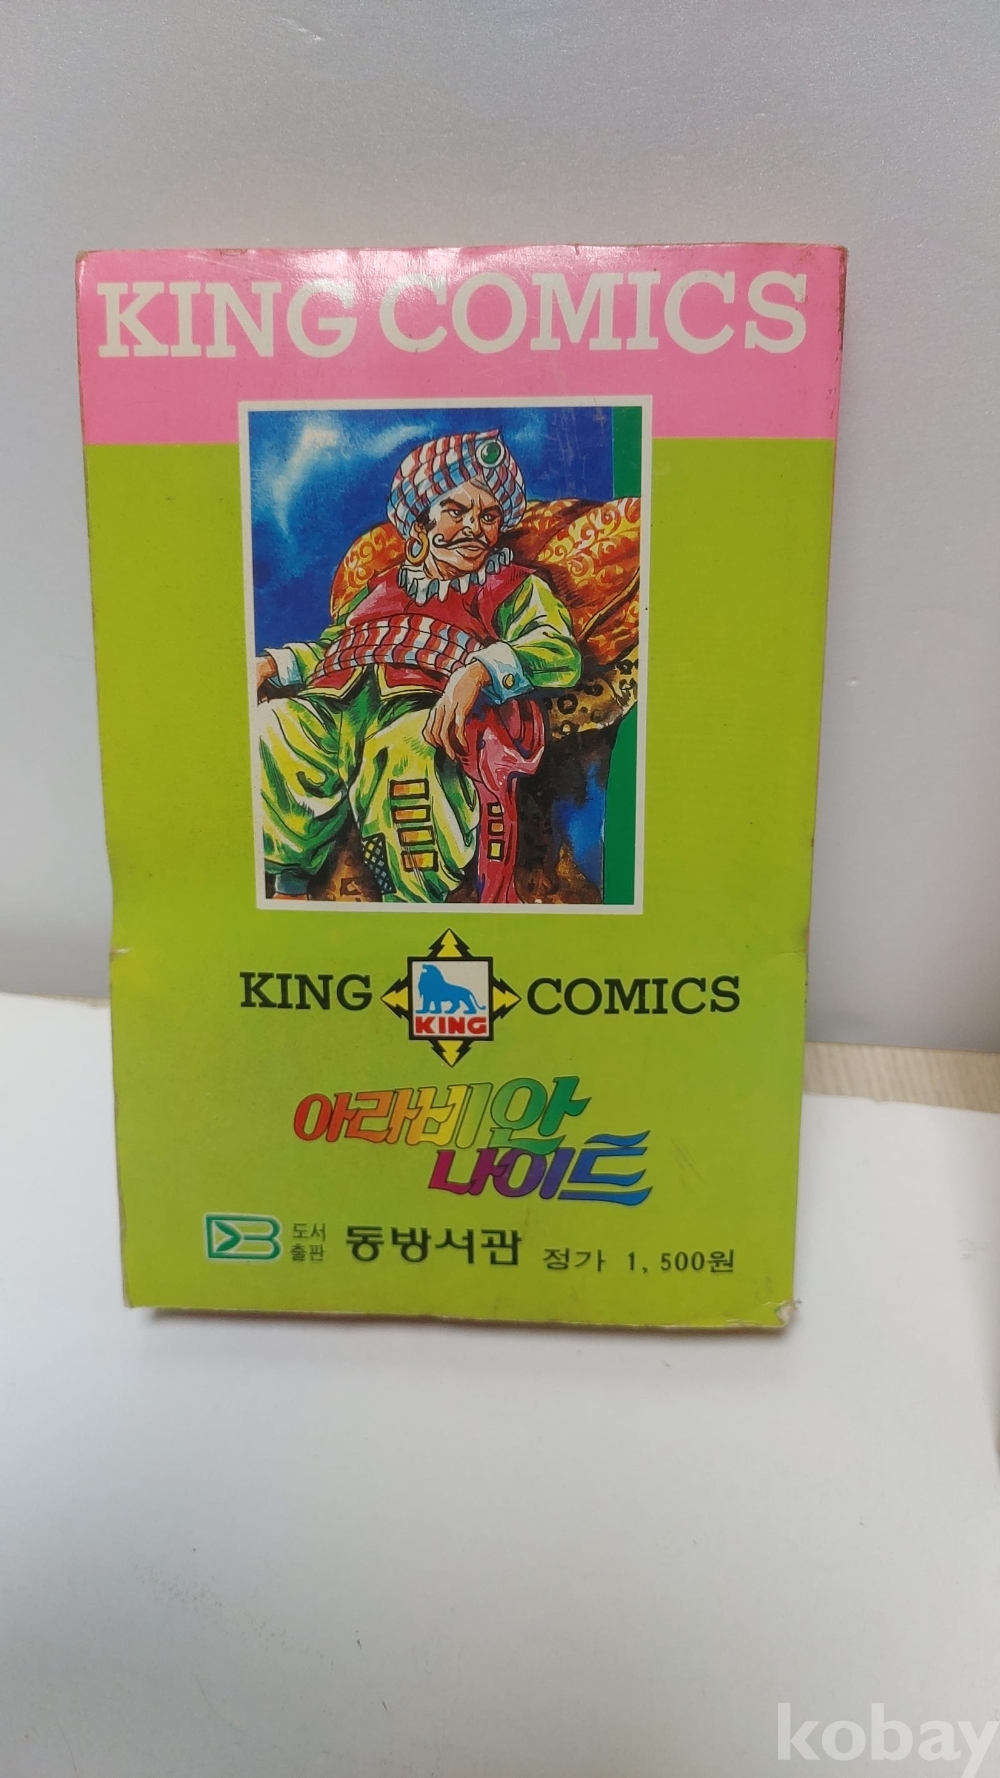 KING COMICS
KING KING COMICS
아라비안
나이트
도서
출판 동방서관 정가 1,500원
kobay